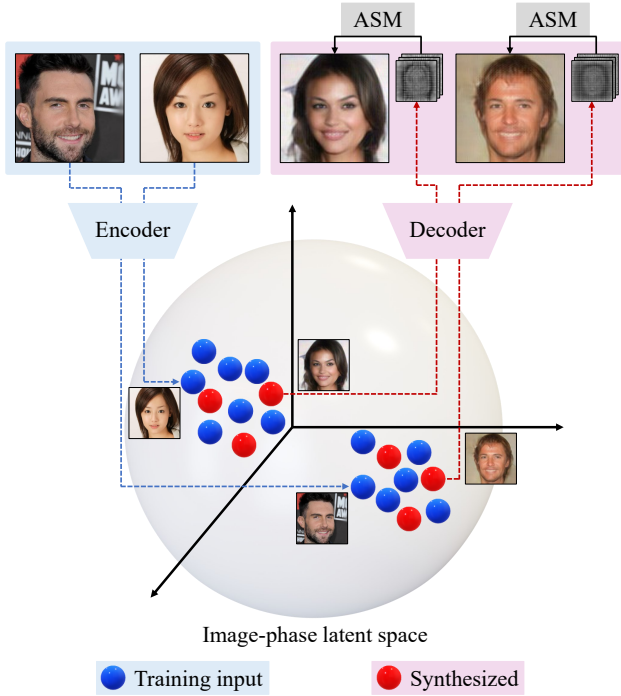 ASM
ASM
Encoder
Decoder
Image-phase latent space
Training input
Synthesized